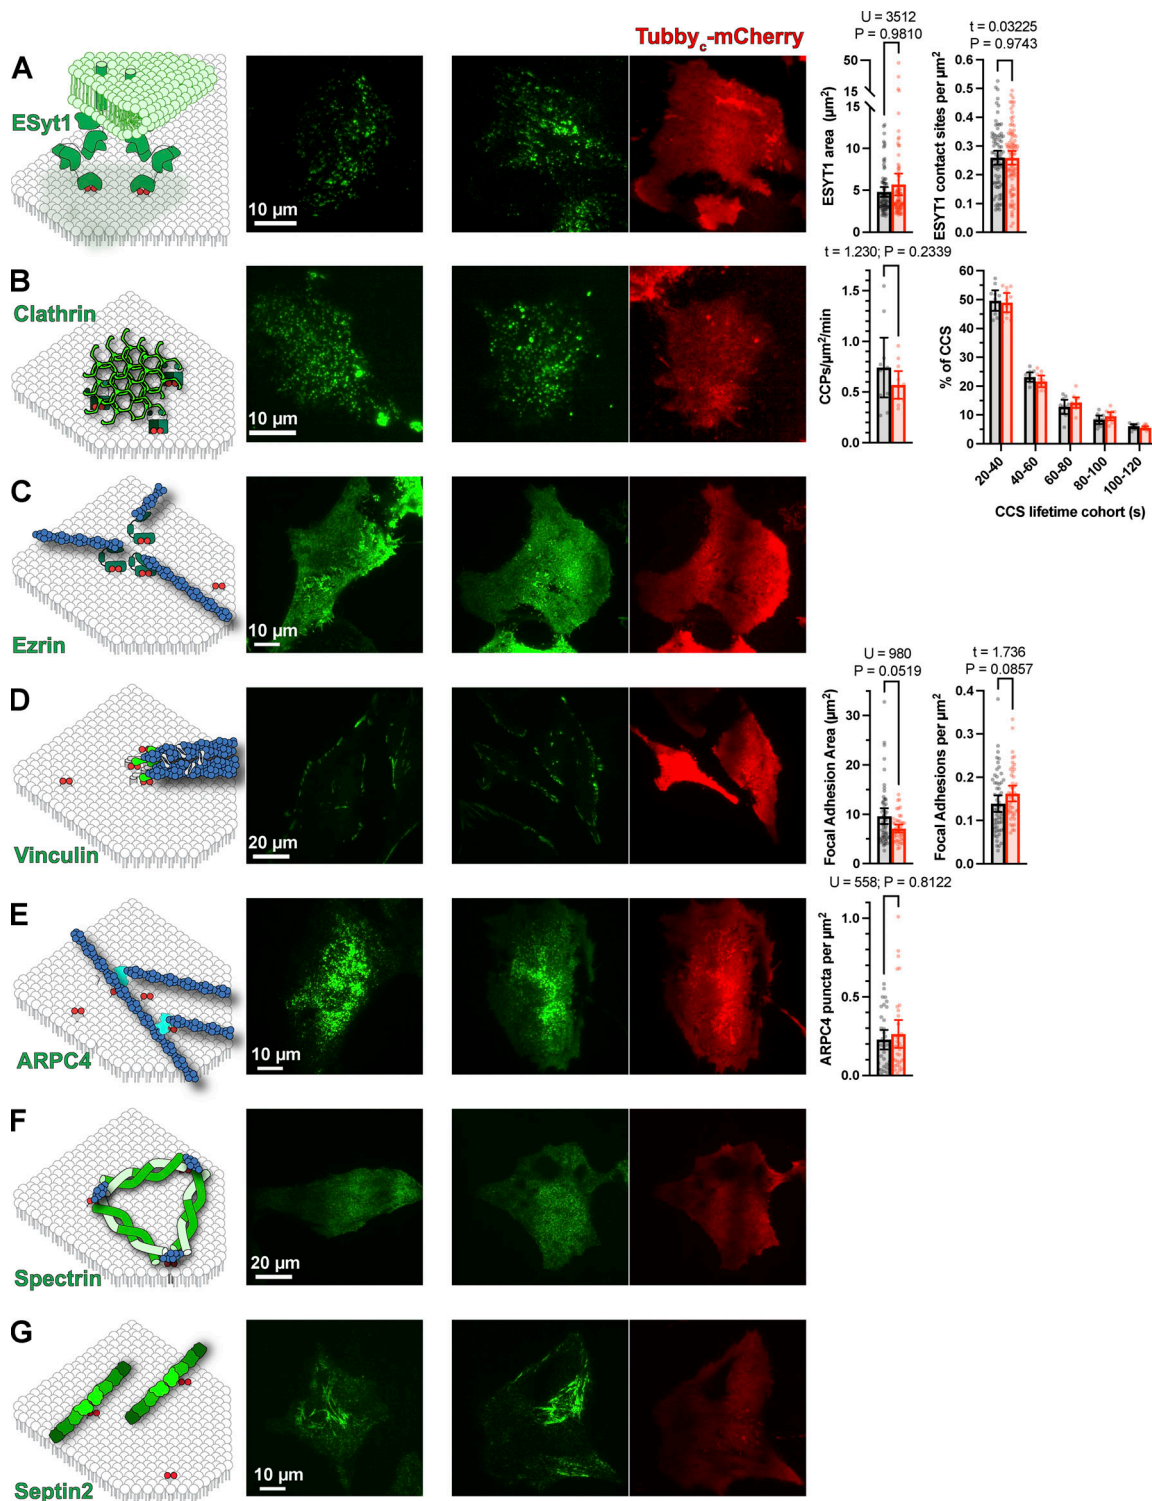 Tubbyc-mCherry
A
ESyt1
10 µm
U = 3512
P = 0.9810
50
15
15
10
5
0
ESYT1 area (µm²)
t = 0.03225
P = 0.9743
0.6
0.5
0.4
0.3
0.2
0.1
0.0
ESYT1 contact sites per µm²
B
Clathrin
10 µm
t = 1.230; P = 0.2339
1.5
1.0
0.5
0.0
CCPs/µm²/min
60
50
40
30
20
10
0
% of CCS
20-40
40-60
60-80
80-100
100-120
CCS lifetime cohort (s)
C
Ezrin
10 µm
D
Vinculin
20 µm
U = 980
P = 0.0519
30
20
10
0
Focal Adhesion Area (µm²)
t = 1.736
P = 0.0857
0.4
0.3
0.2
0.1
0.0
Focal Adhesions per µm²
E
ARPC4
10 µm
U = 558; P = 0.8122
1.0
0.5
0.0
ARPC4 puncta per µm²
F
Spectrin
20 µm
G
Septin2
10 µm